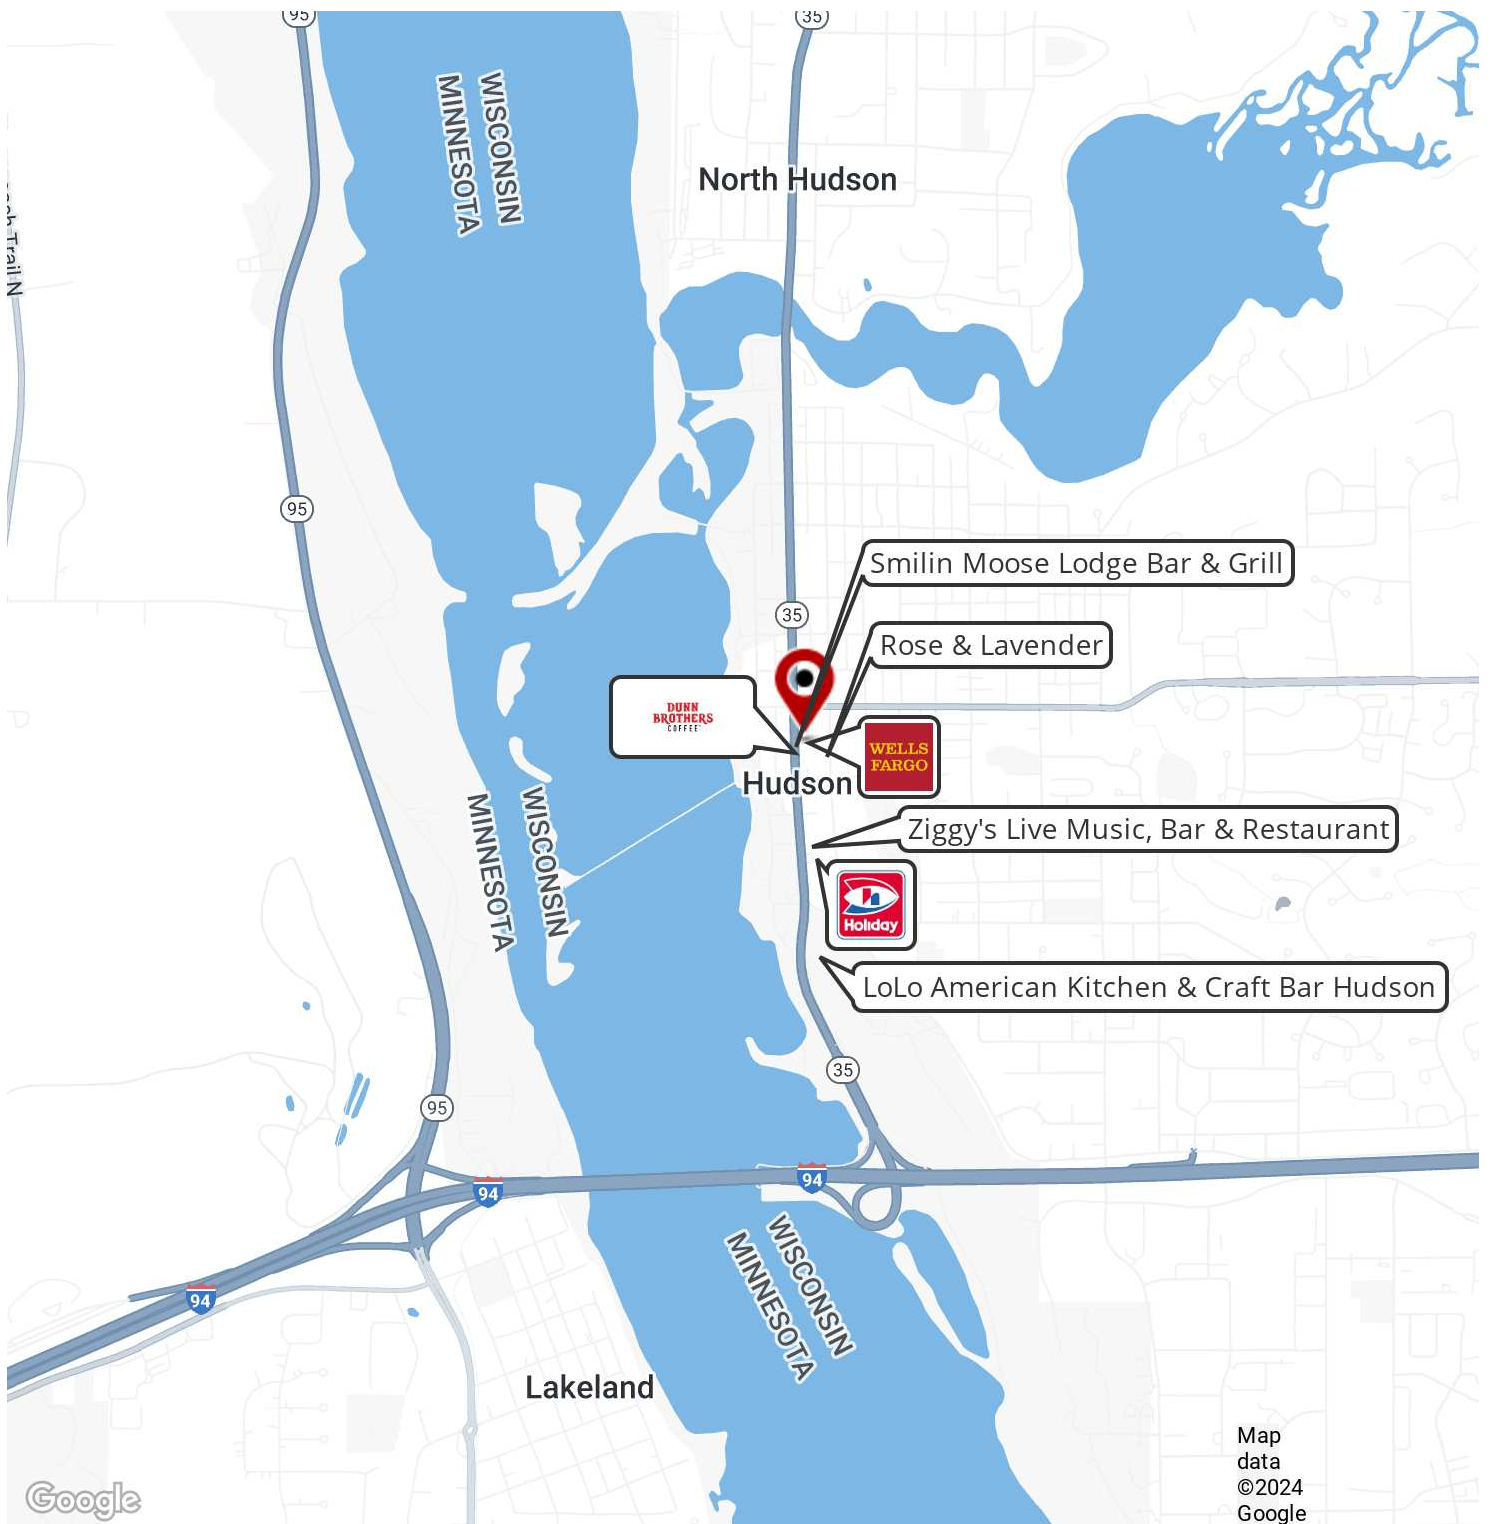 95
35
WISCONSIN
MINNESOTA
North Hudson
Trail N
95
Smilin Moose Lodge Bar & Grill
35
Rose & Lavender
DUNN
BROTHERS
COFFEE
WELLS
FARGO
Hudson
WISCONSIN
MINNESOTA
Ziggy's Live Music, Bar & Restaurant
Holiday
LoLo American Kitchen & Craft Bar Hudson
35
95
94
94
WISCONSIN
MINNESOTA
94
Lakeland
Map
data
©2024
Google
Google